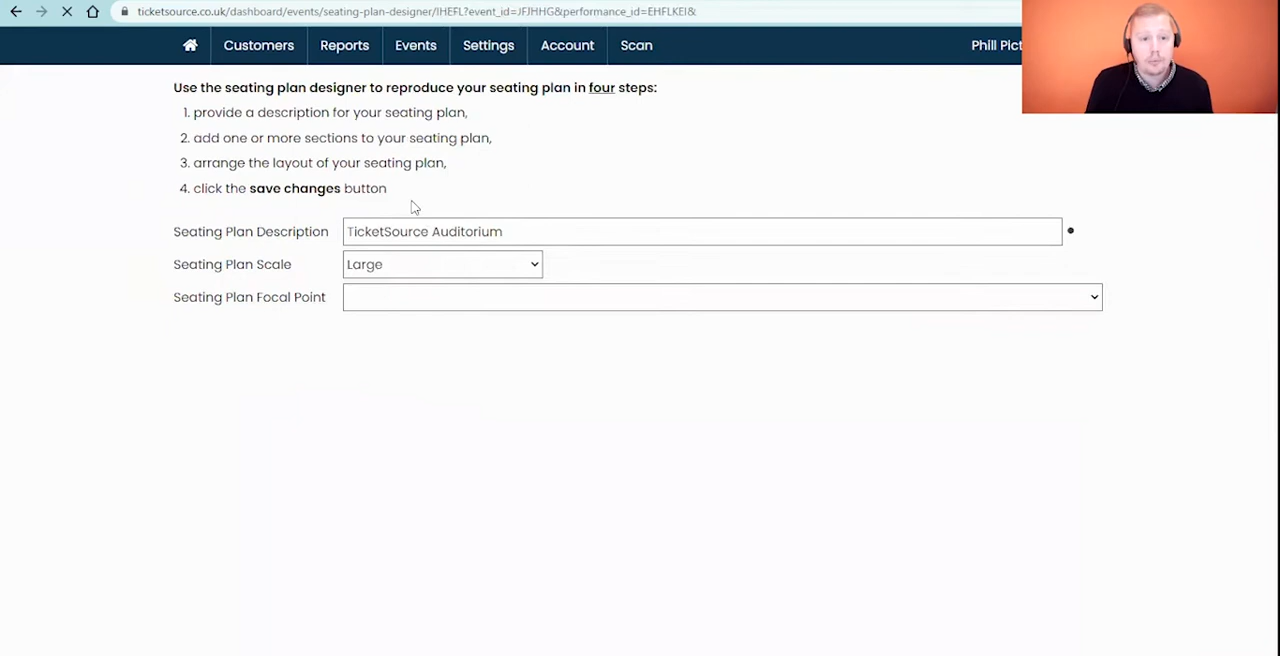 ticketsource.co.uk/dashboard/events/seating-plan-designer/IHEFL?event_id=JFJHHG&performance_id=EHFLKEI&
Customers Reports Events Settings Account Scan Phill
Use the seating plan designer to reproduce your seating plan in four steps:
1. provide a description for your seating plan,
2. add one or more sections to your seating plan,
3. arrange the layout of your seating plan,
4. click the save changes button
Seating Plan Description TicketSource Auditorium
Seating Plan Scale Large
Seating Plan Focal Point